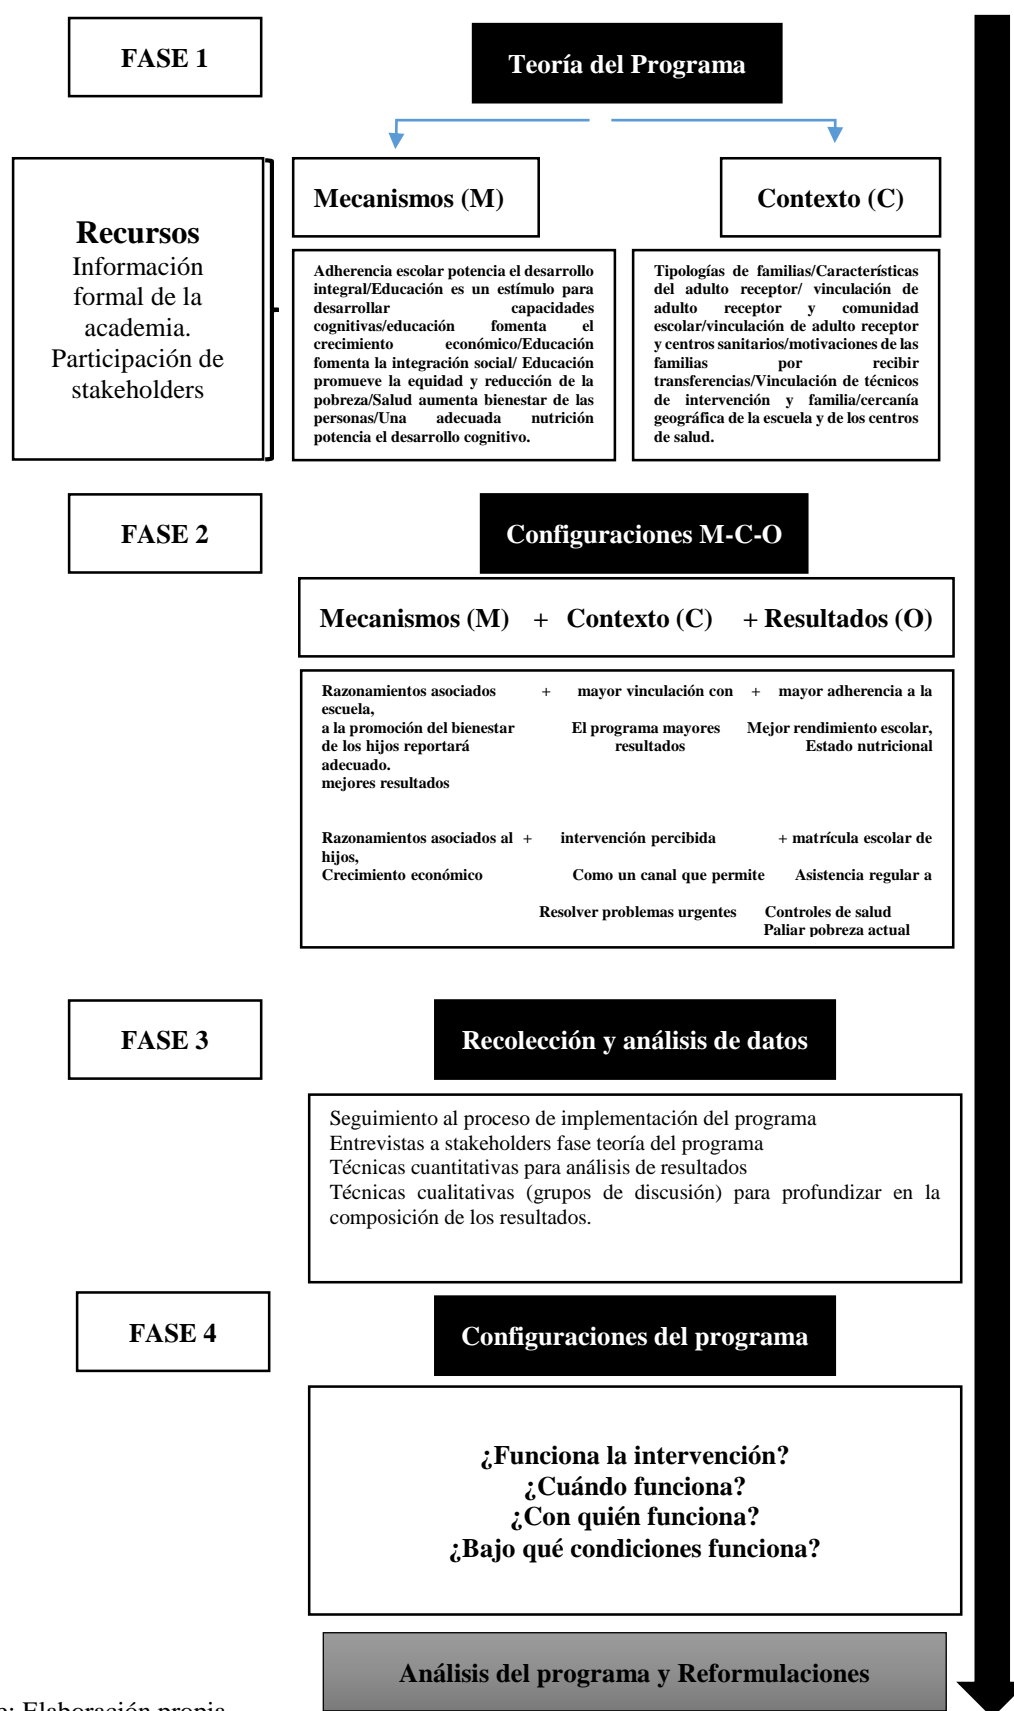 FASE 1
Teoría del Programa
Recursos
Información
formal de la
academia.
Participación de
stakeholders
Mecanismos (M)
Contexto (C)
Adherencia escolar potencia el desarrollo
integral/Educación es un estímulo para
desarrollar capacidades
cognitivas/educación fomenta el
crecimiento económico/Educación
fomenta la integración social/ Educación
promueve la equidad y reducción de la
pobreza/Salud aumenta bienestar de las
personas/Una adecuada nutrición
potencia el desarrollo cognitivo.
Tipologías de familias/Características
del adulto receptor/ vinculación de
adulto receptor y comunidad
escolar/vinculación de adulto receptor
y centros sanitarios/motivaciones de las
familias por recibir
transferencias/Vinculación de técnicos
de intervención y familia/cercanía
geográfica de la escuela y de los centros
de salud.
FASE 2
Configuraciones M-C-O
Mecanismos (M) + Contexto (C) + Resultados (O)
Razonamientos asociados + mayor vinculación con + mayor adherencia a la
escuela,
a la promoción del bienestar El programa mayores Mejor rendimiento escolar,
de los hijos reportará resultados Estado nutricional
adecuado.
mejores resultados
Razonamientos asociados al + intervención percibida + matrícula escolar de
hijos,
Crecimiento económico Como un canal que permite Asistencia regular a
Resolver problemas urgentes Controles de salud
Paliar pobreza actual
FASE 3
Recolección y análisis de datos
Seguimiento al proceso de implementación del programa
Entrevistas a stakeholders fase teoría del programa
Técnicas cuantitativas para análisis de resultados
Técnicas cualitativas (grupos de discusión) para profundizar en la
composición de los resultados.
FASE 4
Configuraciones del programa
¿Funciona la intervención?
¿Cuándo funciona?
¿Con quién funciona?
¿Bajo qué condiciones funciona?
Análisis del programa y Reformulaciones
: Elaboración propia